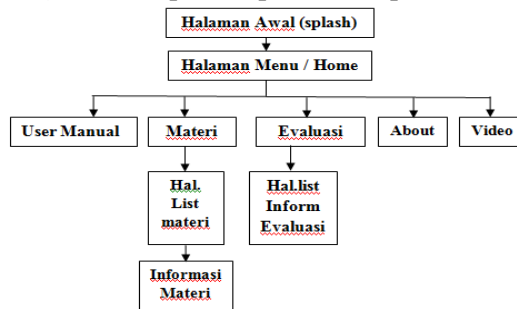 Halaman Awal (splash)
Halaman Menu / Home
User Manual
Materi
Evaluasi
About
Video
Hal.
List
materi
Hal.list
Inform
Evaluasi
Informasi
Materi